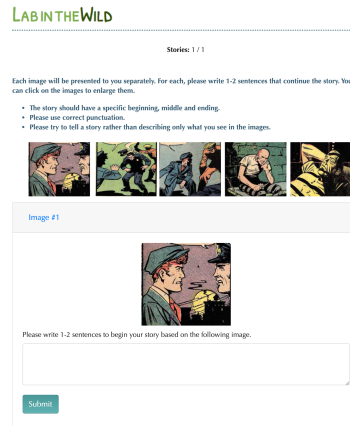 LABINTHEWILD
Stories: 1 / 1
Each image will be presented to you separately. For each, please write 1-2 sentences that continue the story. You
can click on the images to enlarge them.
• The story should have a specific beginning, middle and ending.
• Please use correct punctuation.
• Please try to tell a story rather than describing only what you see in the images.
Image #1
Please write 1-2 sentences to begin your story based on the following image.
Submit